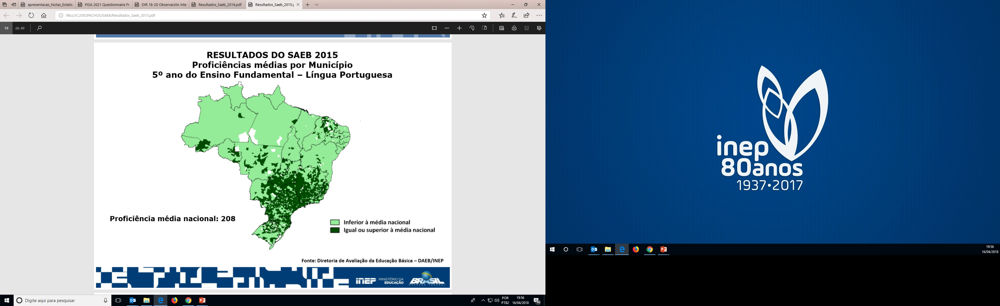 apresentacao_Notas_Estatis
PISA 2021 Questionnaire Fr
DIR 18-20 Observación inte
Resultados_Saeb_2016.pdf
Resultados_Saeb_2015.p
file:///C:/DESPACHOS/SAEB/Resultados_Saeb_2015.pdf
19 de 49
RESULTADOS DO SAEB 2015
Proficiências médias por Município
5º ano do Ensino Fundamental – Língua Portuguesa
Proficiência média nacional: 208
Inferior à média nacional
Igual ou superior à média nacional
Fonte: Diretoria de Avaliação da Educação Básica – DAEB/INEP
INEP
MINISTÉRIO DA
EDUCAÇÃO
BRASIL
GOVERNO FEDERAL
Digite aqui para pesquisar
POR
PTB2
19:56
16/04/2018
14
inep
80anos
1937•2017
19:56
16/04/2018